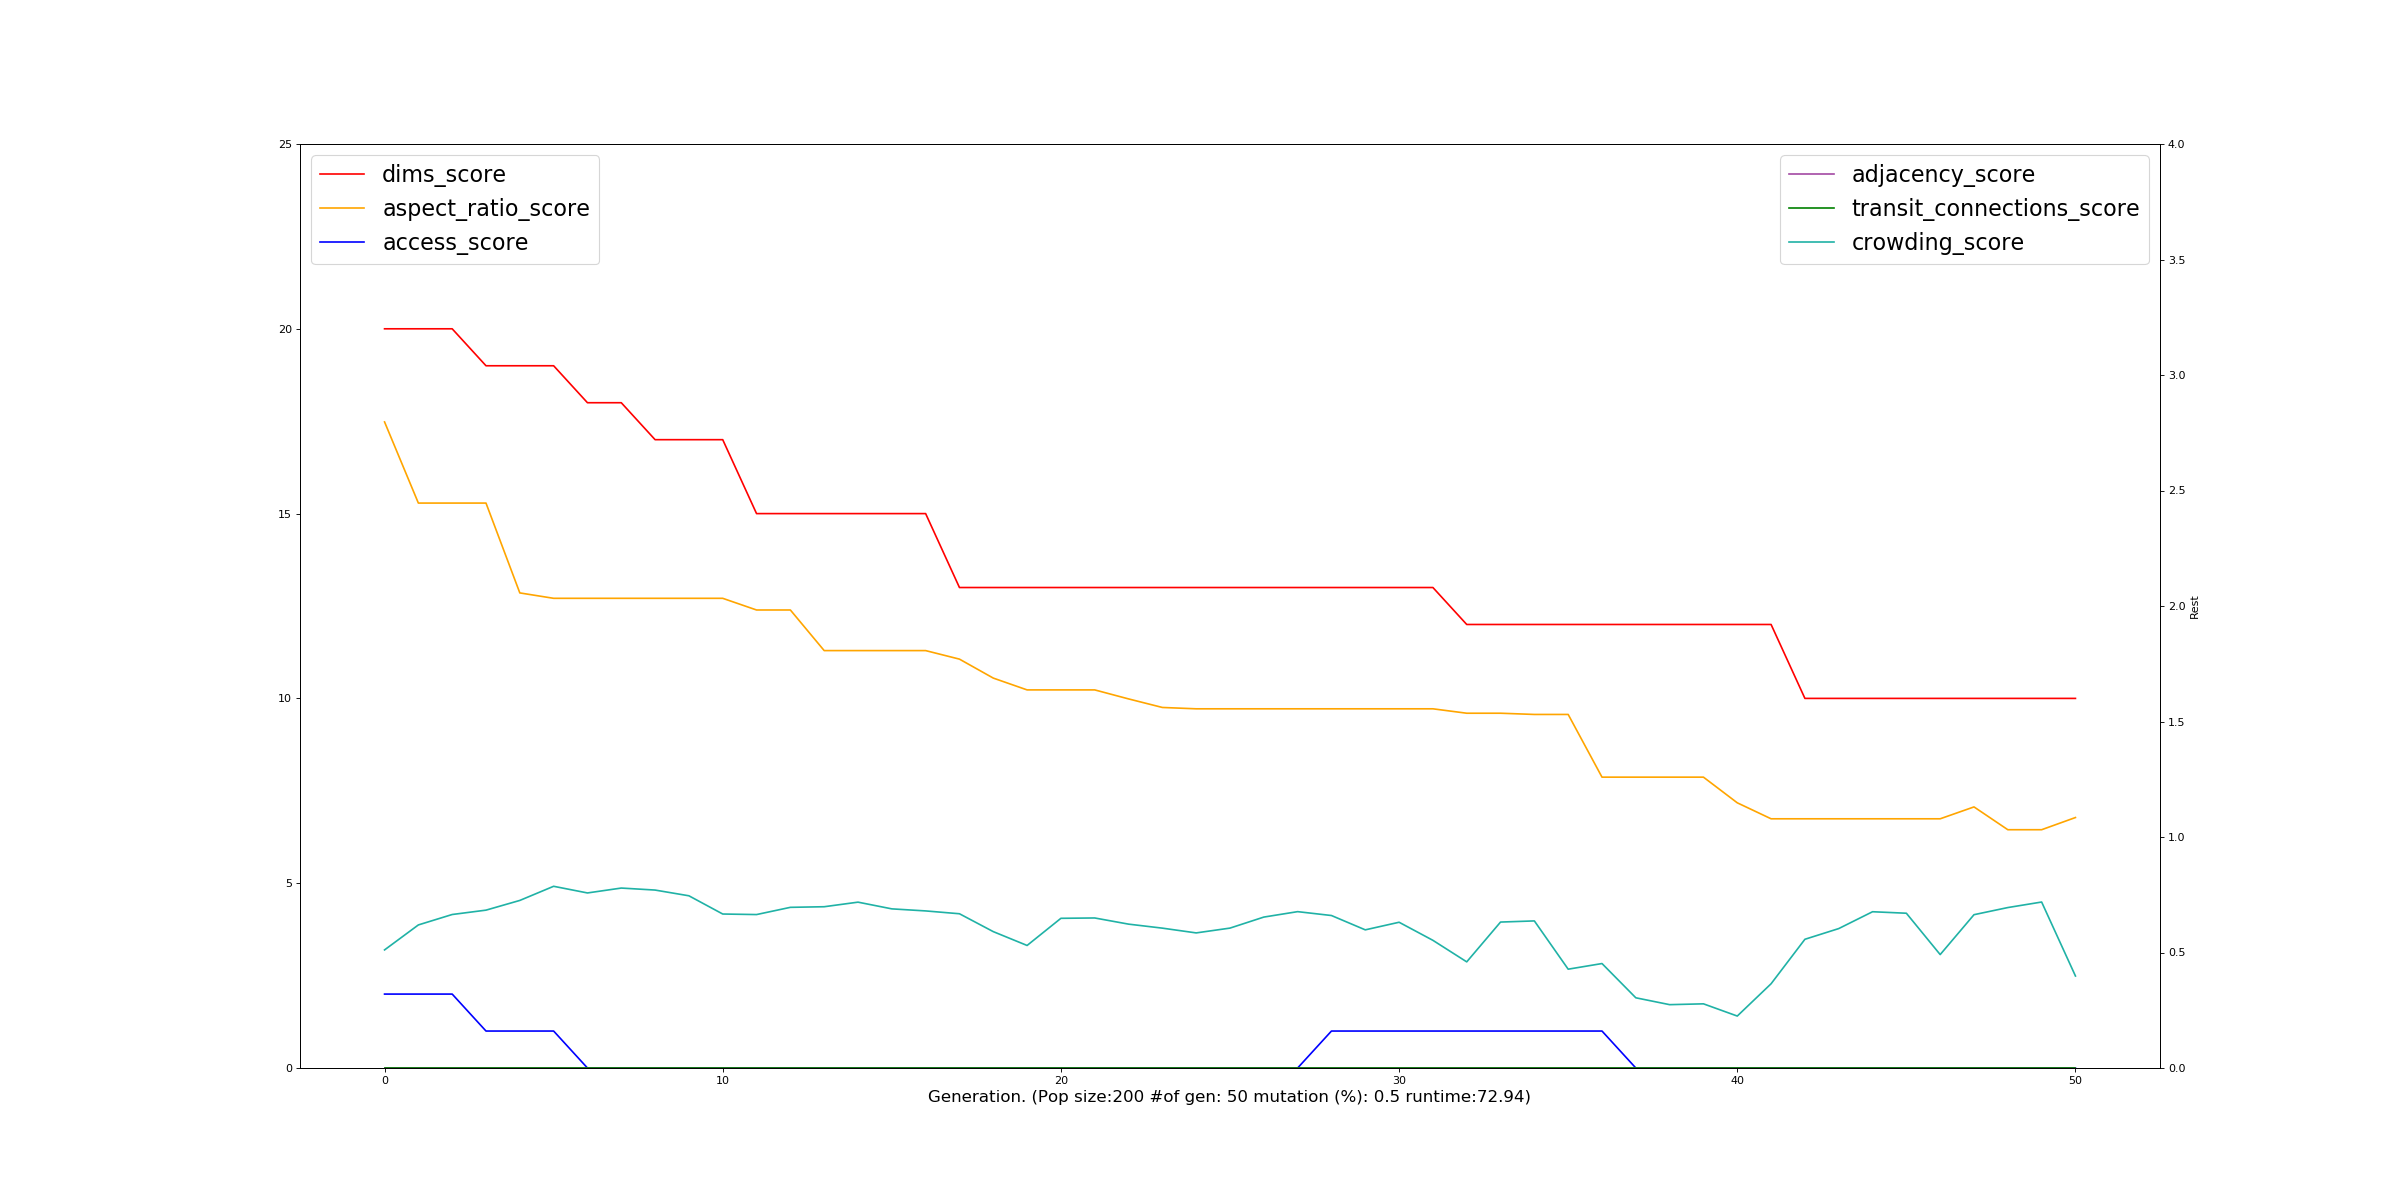 dims_score
aspect_ratio_score
access_score
adjacency_score
transit_connections_score
crowding_score
25
20
15
10
5
0
4.0
3.5
3.0
2.5
2.0
1.5
1.0
0.5
0.0
Rest
0 10 20 30 40 50
Generation. (Pop size:200 #of gen: 50 mutation (%): 0.5 runtime:72.94)